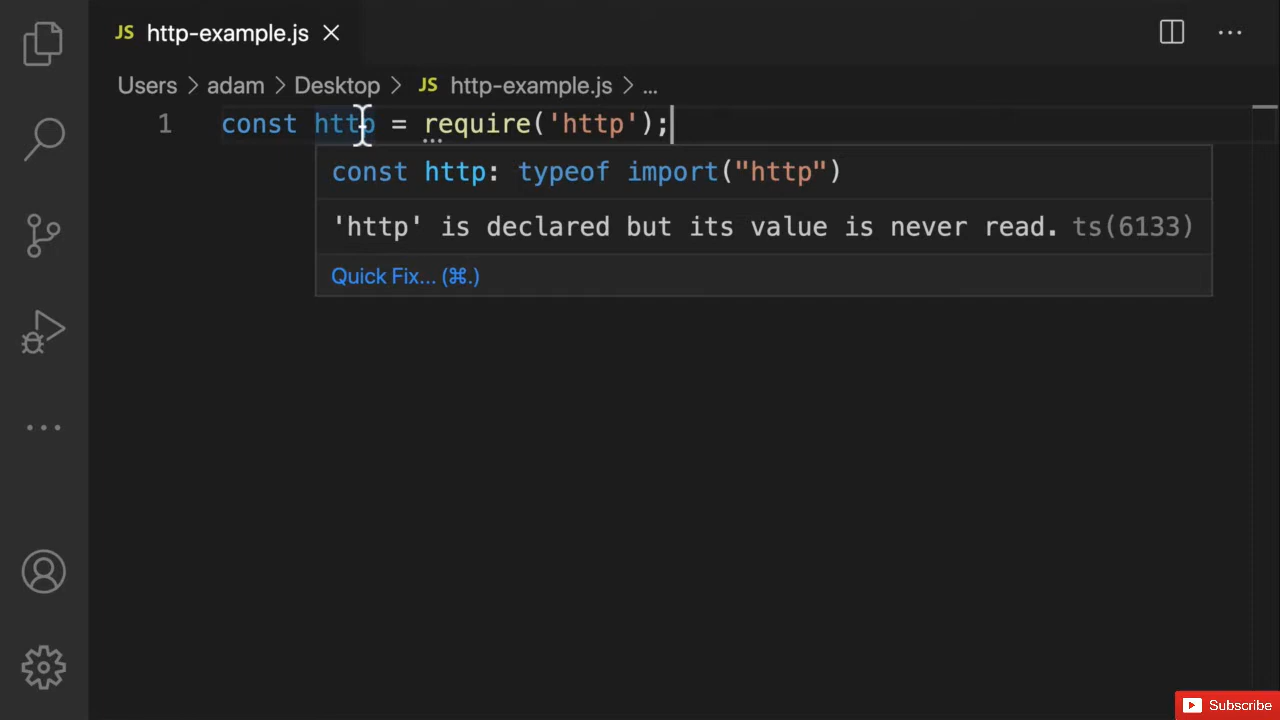 JS http-example.js
Users > adam > Desktop > JS http-example.js > ...
1 const http = require('http');
const http: typeof import("http")
'http' is declared but its value is never read. ts(6133)
Quick Fix... (⌘.)
Subscribe